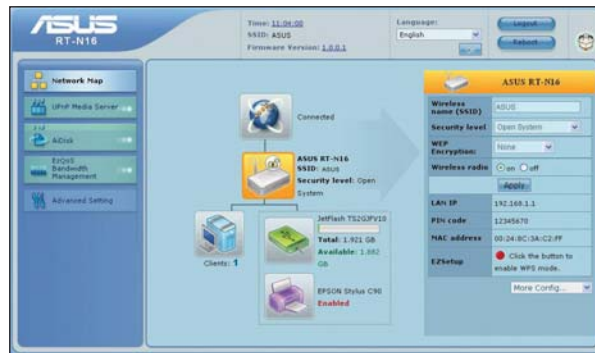 ASUS
RT-N16
Time: 11:04:00
SSID: ASUS
Firmware Version: 1.0.0.1
Language:
English
Logout
Reboot
Network Map
UPnP Media Server
AiDisk
EzQoS
Bandwidth
Management
Advanced Setting
Connected
ASUS RT-N16
SSID: ASUS
Security level: Open
System
Clients: 1
JetFlash TS2GJFV10
Total: 1.921 GB
Available: 1.882
GB
EPSON Stylus C90
Enabled
ASUS RT-N16
Wireless
name (SSID)
ASUS
Security level
Open System
WEP
Encryption:
None
Wireless radio
on off
Apply
LAN IP
192.168.1.1
PIN code
12345670
MAC address
00:24:8C:3A:C2:FF
EZSetup
Click the button to
enable WPS mode.
More Config...